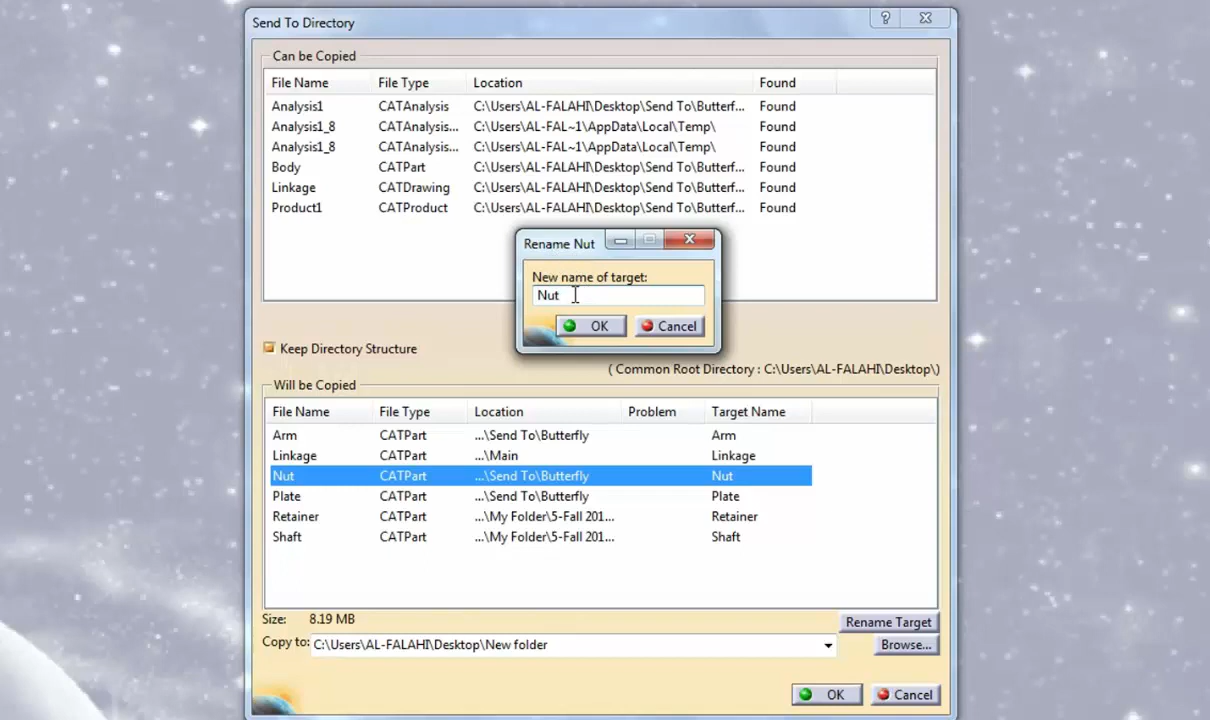 Send To Directory
?
Can be Copied
File Name File Type Location Found
Analysis1 CATAnalysis C:\Users\AL-FALAHI\Desktop\Send To\Butterf... Found
Analysis1_8 CATAnalysis... C:\Users\AL-FAL~1\AppData\Local\Temp\ Found
Analysis1_8 CATAnalysis... C:\Users\AL-FAL~1\AppData\Local\Temp\ Found
Body CATPart C:\Users\AL-FALAHI\Desktop\Send To\Butterf... Found
Linkage CATDrawing C:\Users\AL-FALAHI\Desktop\Send To\Butterf... Found
Product1 CATProduct C:\Users\AL-FALAHI\Desktop\Send To\Butterf... Found
Rename Nut
New name of target:
Nut
OK Cancel
Keep Directory Structure
( Common Root Directory : C:\Users\AL-FALAHI\Desktop\)
Will be Copied
File Name File Type Location Problem Target Name
Arm CATPart ...\Send To\Butterfly Arm
Linkage CATPart ...\Main Linkage
Nut CATPart ...\Send To\Butterfly Nut
Plate CATPart ...\Send To\Butterfly Plate
Retainer CATPart ...\My Folder\5-Fall 201... Retainer
Shaft CATPart ...\My Folder\5-Fall 201... Shaft
Size: 8.19 MB
Rename Target
Copy to: C:\Users\AL-FALAHI\Desktop\New folder
Browse...
OK Cancel